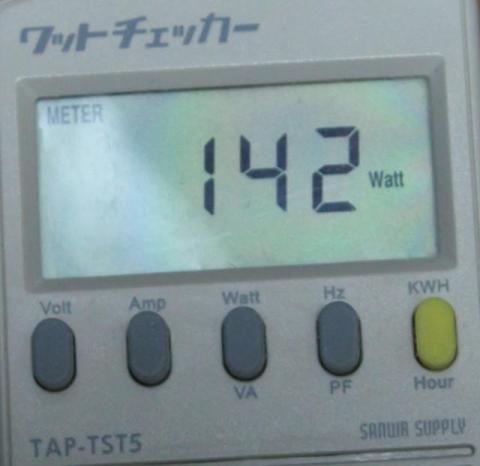 ワットチェッカー
METER
142 Watt
Volt Amp Watt Hz KWH
VA PF Hour
TAP-TST5 SANWA SUPPLY